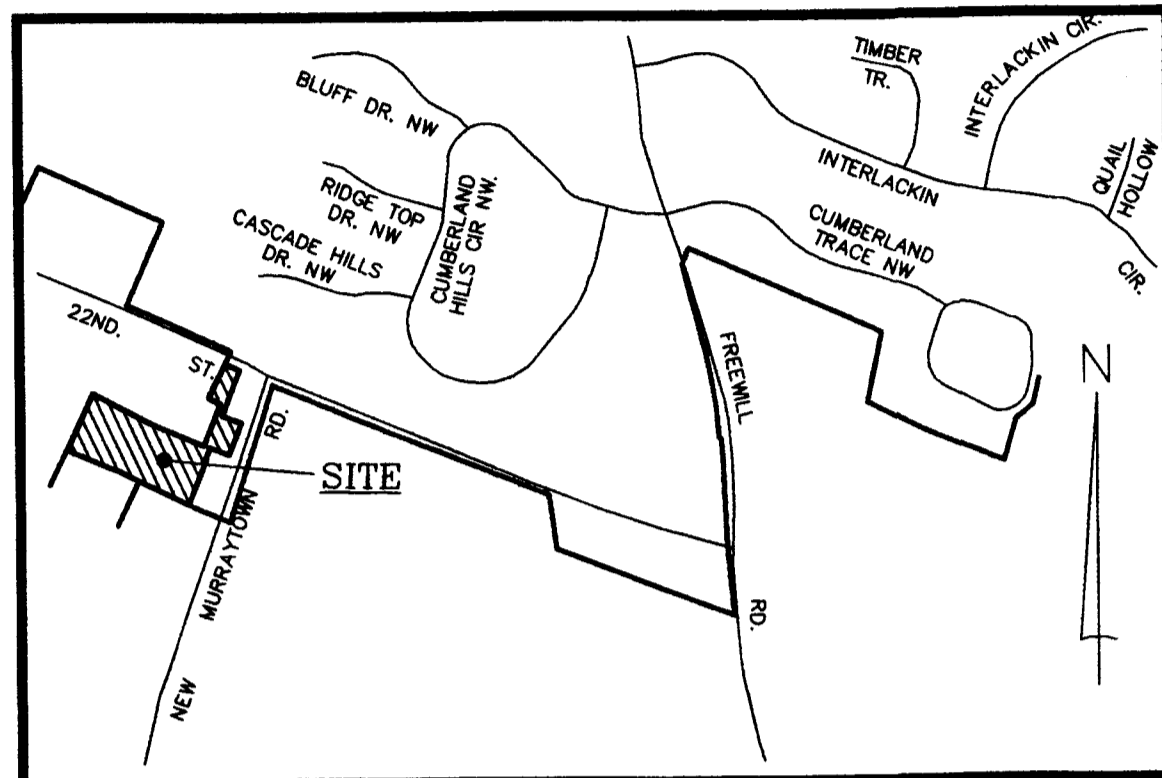 BLUFF DR. NW
RIDGE TOP
DR. NW
CASCADE HILLS
DR. NW
CUMBERLAND
HILLS CIR NW.
TIMBER
TR.
INTERLACKIN CIR.
QUAIL
HOLLOW
INTERLACKIN
CIR.
CUMBERLAND
TRACE NW
22ND.
ST.
FREEWILL
RD.
N
SITE
NEW
MURRAYTOWN
RD.